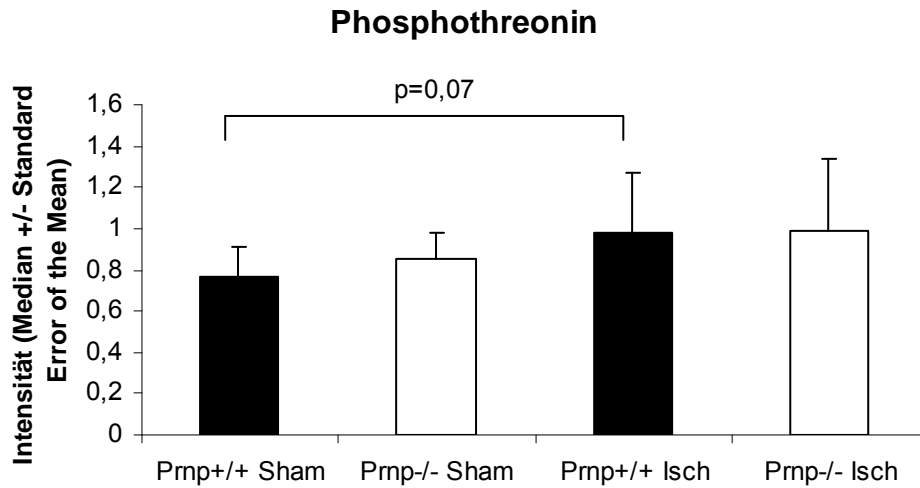 Phosphothreonin
p=0,07
Intensität (Median +/- Standard
Error of the Mean)
1,6
1,4
1,2
1
0,8
0,6
0,4
0,2
0
Prnp+/+ Sham
Prnp-/- Sham
Prnp+/+ Isch
Prnp-/- Isch